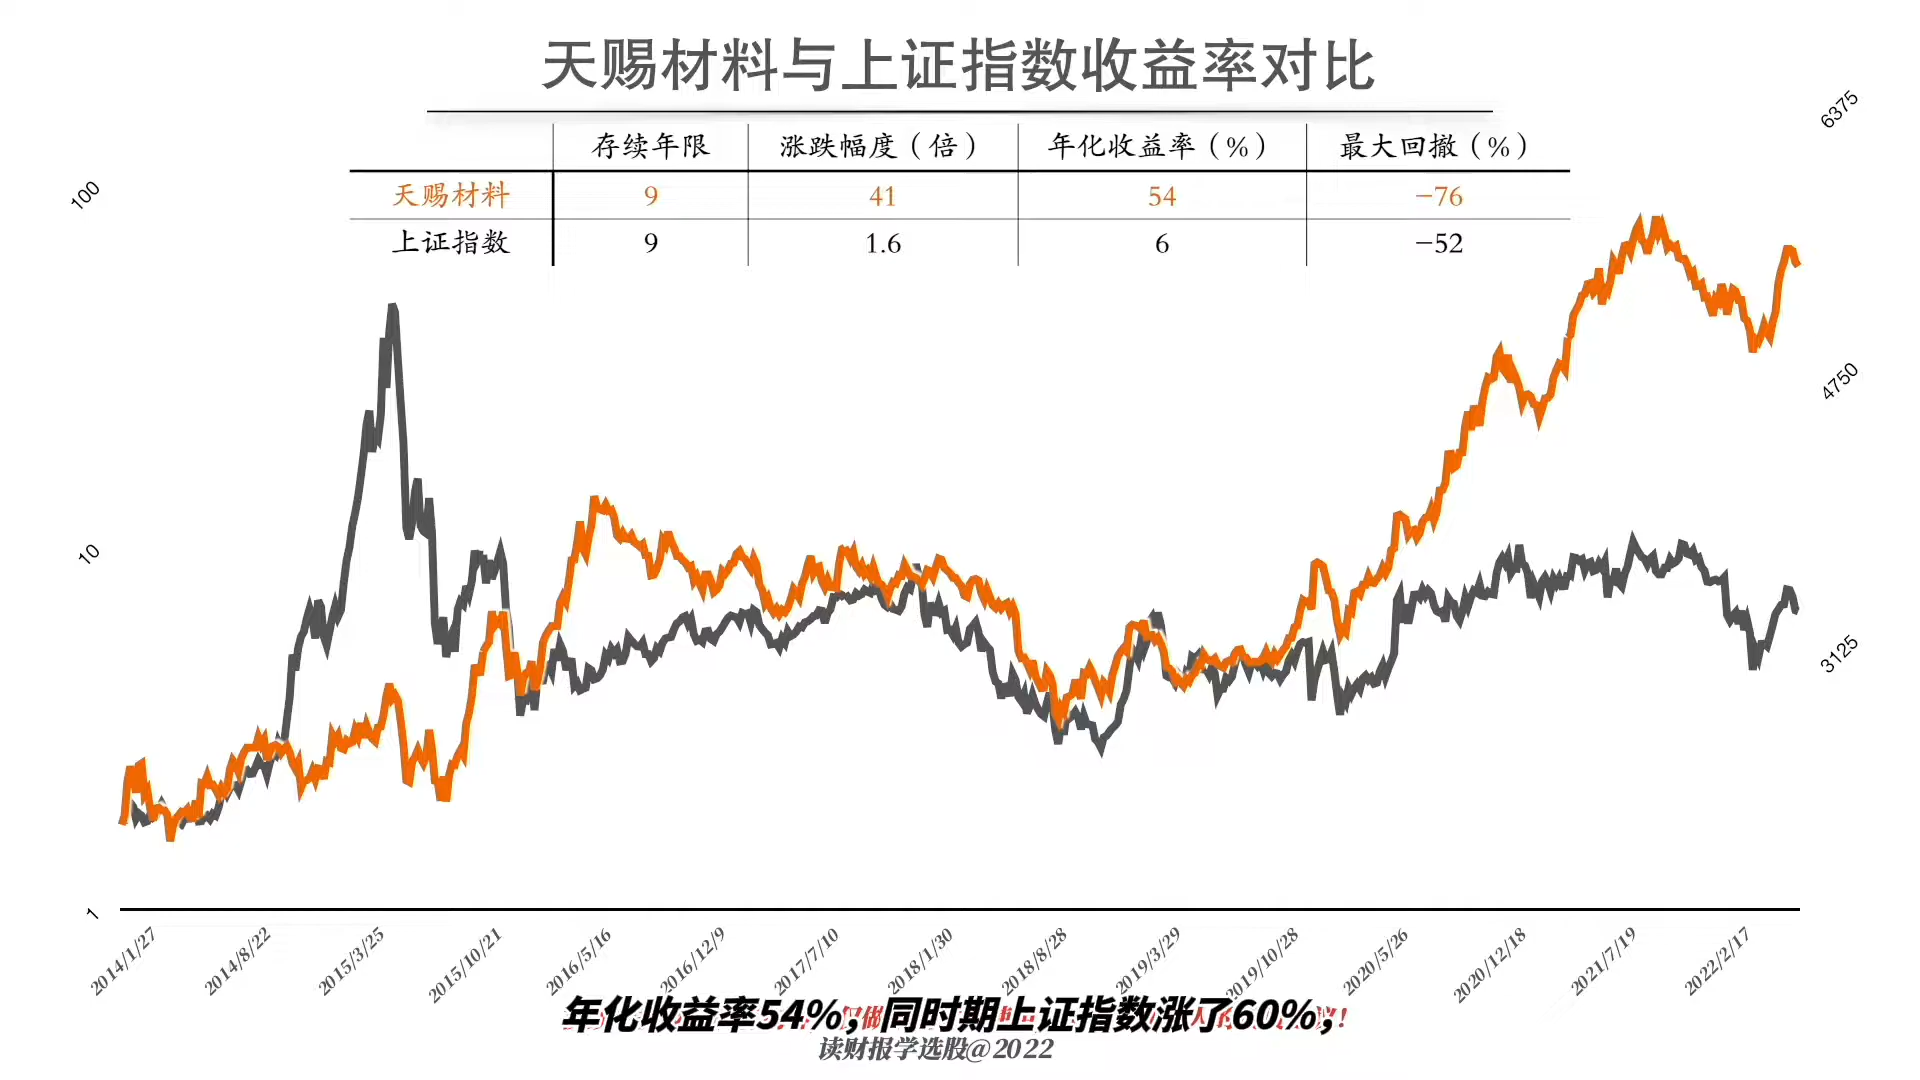 天赐材料与上证指数收益率对比
存续年限 涨跌幅度（倍） 年化收益率（%） 最大回撤（%）
天赐材料 9 41 54 −76
上证指数 9 1.6 6 −52
6375
4750
3125
100
10
1
2014/1/27 2014/8/22 2015/3/25 2015/10/21 2016/5/16 2016/12/9 2017/7/10 2018/1/30 2018/8/28 2019/3/29 2019/10/28 2020/5/26 2020/12/18 2021/7/19 2022/2/17
年化收益率54%，同时期上证指数涨了60%，
读财报学选股@2022